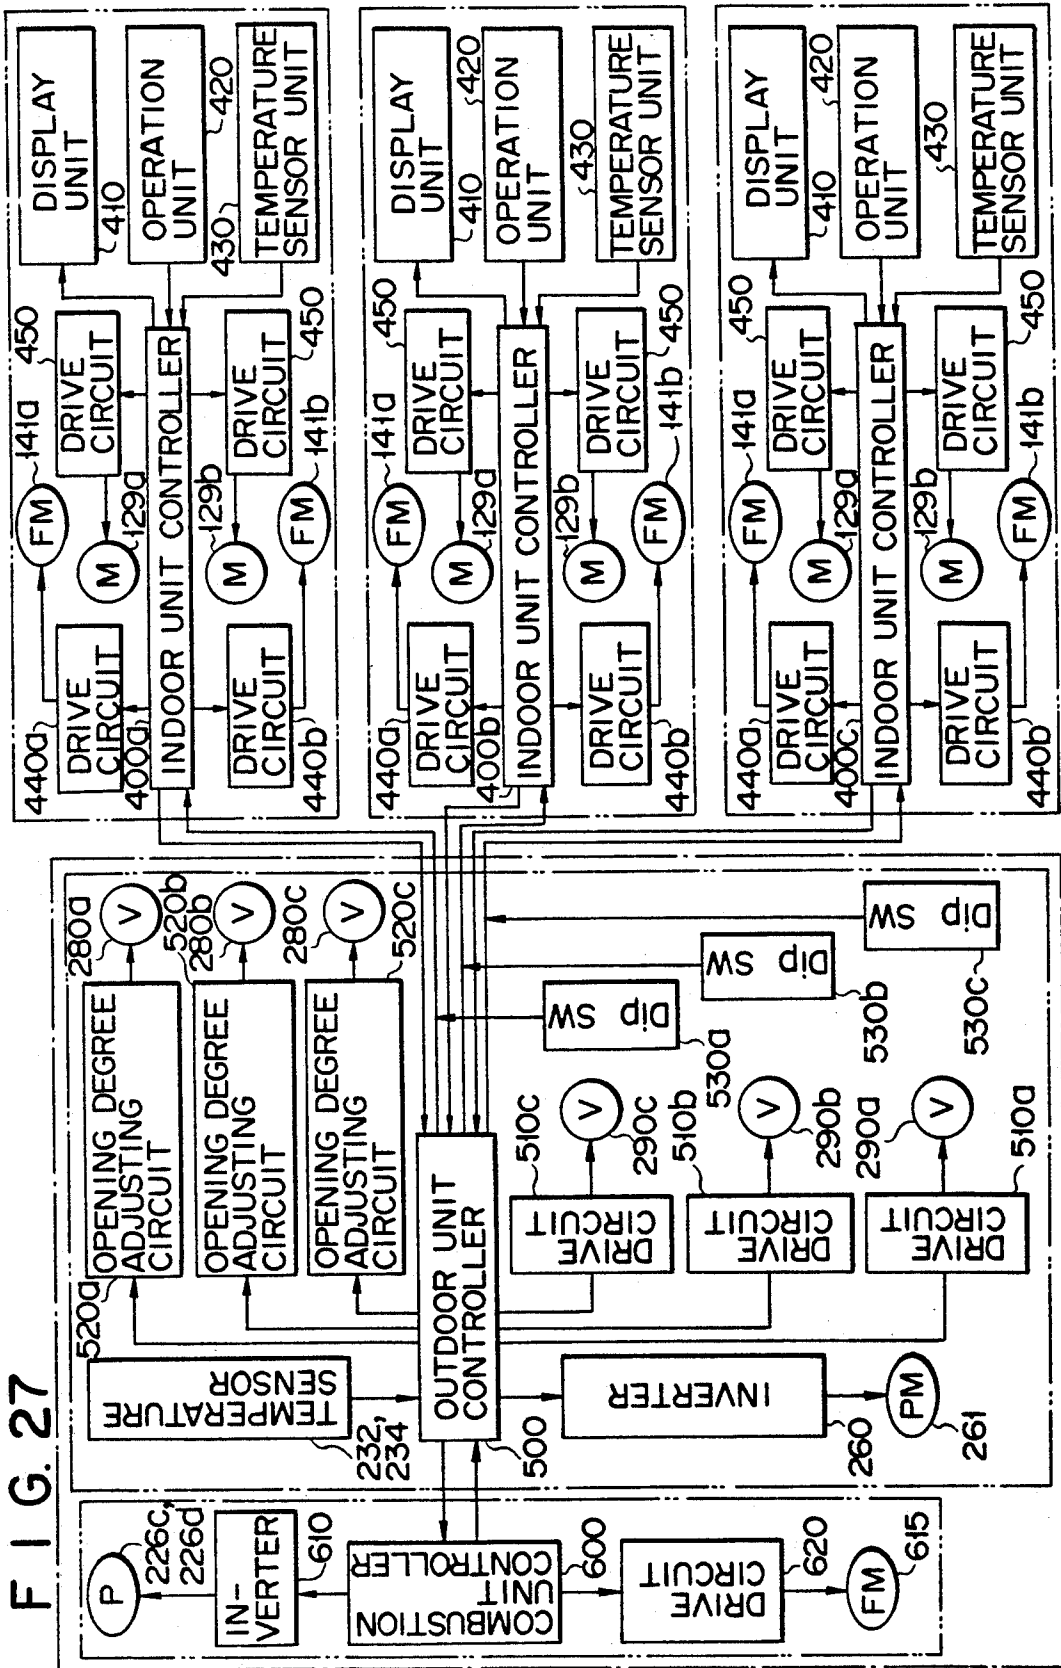 FIG. 27
P
226c,
226d
IN-
VERTER
610
COMBUSTION
UNIT
CONTROLLER
600
DRIVE
CIRCUIT
620
FM
615
TEMPERATURE
SENSOR
232,
234
OUTDOOR UNIT
CONTROLLER
500
INVERTER
260
PM
261
520a
OPENING DEGREE
ADJUSTING
CIRCUIT
280a
V
520b
OPENING DEGREE
ADJUSTING
CIRCUIT
280b
V
OPENING DEGREE
ADJUSTING
CIRCUIT
280c
V
520c
510c
DRIVE
CIRCUIT
V
290c
510b
DRIVE
CIRCUIT
V
290b
290a
DRIVE
CIRCUIT
V
510a
Dip SW
530a
Dip SW
530b
Dip SW
530c
440a
DRIVE
CIRCUIT
FM
141a
450
DRIVE
CIRCUIT
M
129a
400a
INDOOR UNIT CONTROLLER
129b
M
DRIVE
CIRCUIT
450
DRIVE
CIRCUIT
440b
FM
141b
DISPLAY
UNIT
410
OPERATION
UNIT
420
430
TEMPERATURE
SENSOR UNIT
440a
DRIVE
CIRCUIT
FM
141a
450
DRIVE
CIRCUIT
M
129a
400b
INDOOR UNIT CONTROLLER
129b
M
DRIVE
CIRCUIT
450
DRIVE
CIRCUIT
440b
FM
141b
DISPLAY
UNIT
410
OPERATION
UNIT
420
430
TEMPERATURE
SENSOR UNIT
440a
DRIVE
CIRCUIT
FM
141a
450
DRIVE
CIRCUIT
M
129a
400c
INDOOR UNIT CONTROLLER
129b
M
DRIVE
CIRCUIT
450
DRIVE
CIRCUIT
440b
FM
141b
DISPLAY
UNIT
410
OPERATION
UNIT
420
430
TEMPERATURE
SENSOR UNIT